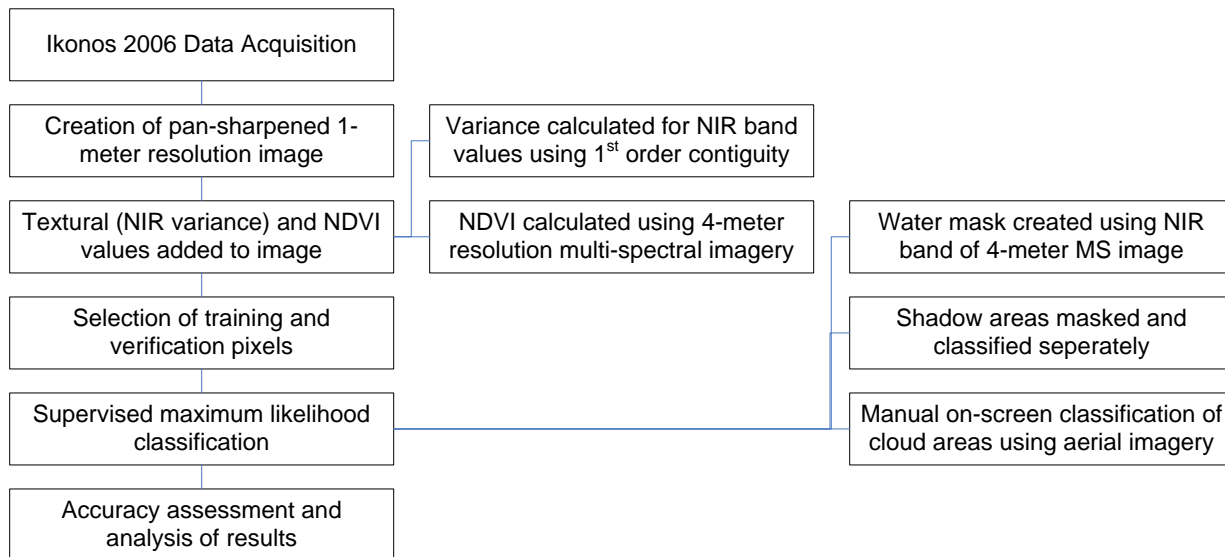 Ikonos 2006 Data Acquisition
Creation of pan-sharpened 1-
meter resolution image
Variance calculated for NIR band
values using 1st order contiguity
Textural (NIR variance) and NDVI
values added to image
NDVI calculated using 4-meter
resolution multi-spectral imagery
Water mask created using NIR
band of 4-meter MS image
Selection of training and
verification pixels
Shadow areas masked and
classified seperately
Supervised maximum likelihood
classification
Manual on-screen classification of
cloud areas using aerial imagery
Accuracy assessment and
analysis of results